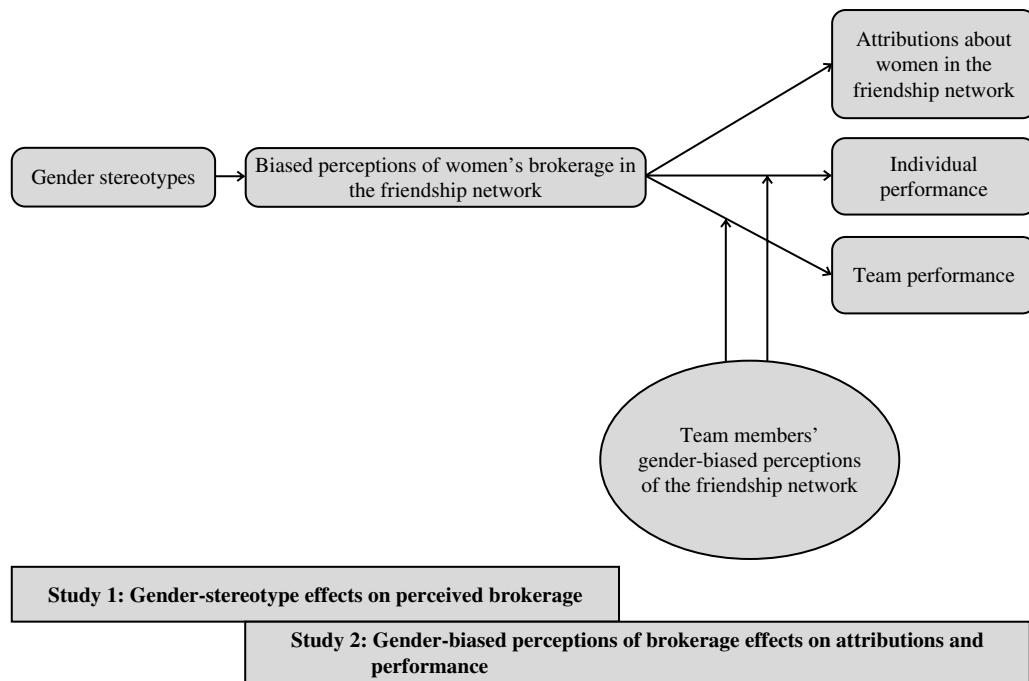 Attributions about
women in the
friendship network
Gender stereotypes
Biased perceptions of women’s brokerage in
the friendship network
Individual
performance
Team performance
Team members’
gender-biased perceptions
of the friendship network
Study 1: Gender-stereotype effects on perceived brokerage
Study 2: Gender-biased perceptions of brokerage effects on attributions and
performance